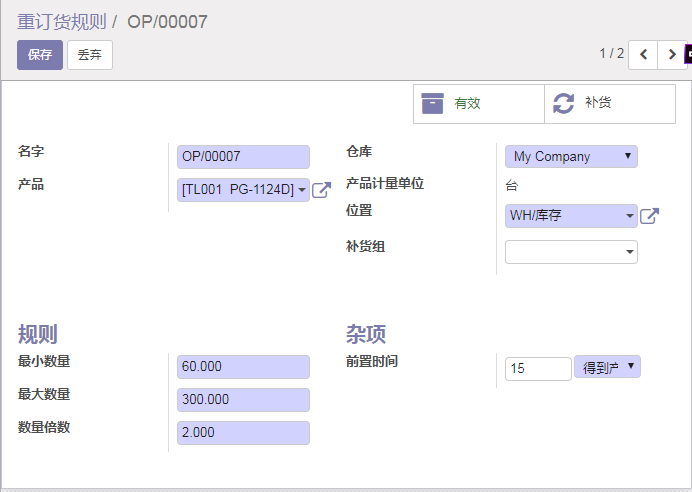 重订货规则 / OP/00007
保存 丢弃 1 / 2
有效 补货
名字 OP/00007 仓库 My Company
产品 [TL001 PG-1124D] 产品计量单位 台
位置 WH/库存
补货组
规则 杂项
最小数量 60.000 前置时间 15 得到产
最大数量 300.000
数量倍数 2.000